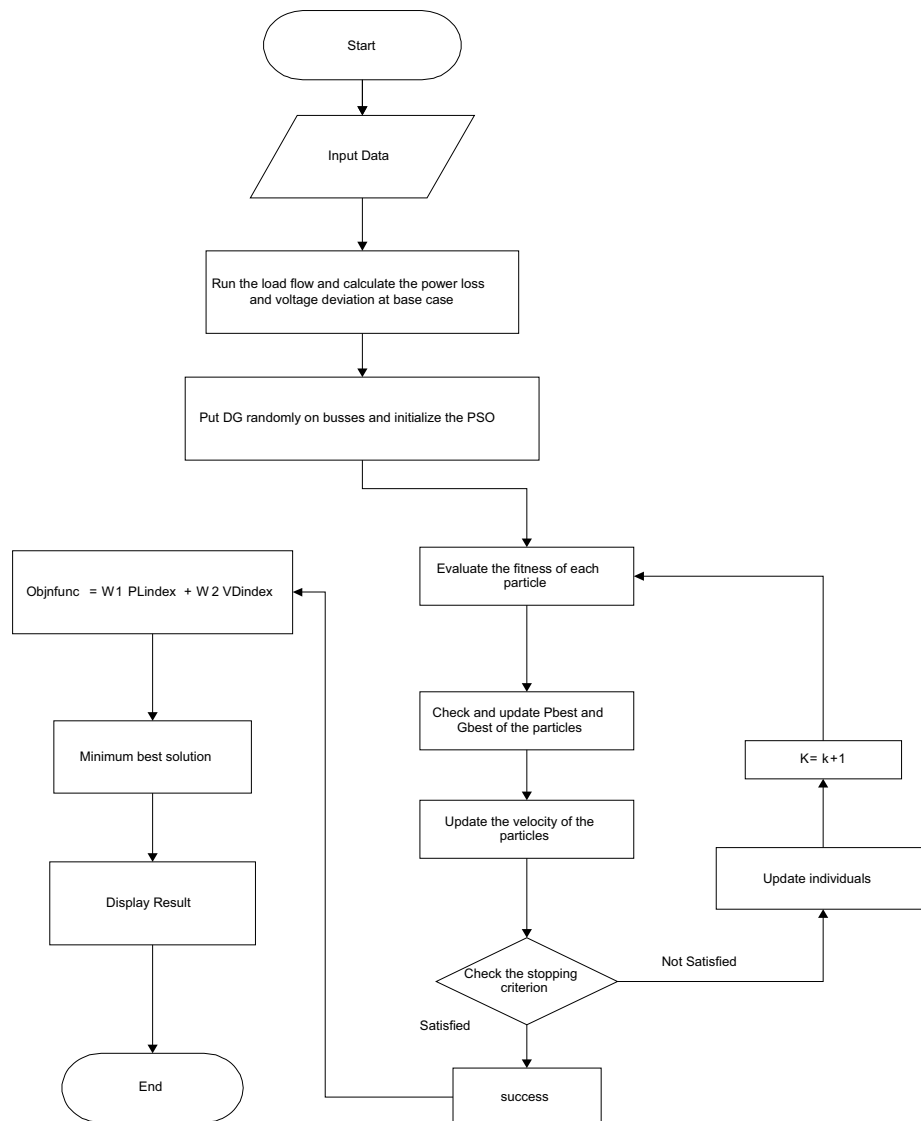 Start
Input Data
Run the load flow and calculate the power loss
and voltage deviation at base case
Put DG randomly on busses and initialize the PSO
Evaluate the fitness of each
particle
Objnfunc = W1 PLindex + W2 VDindex
Check and update Pbest and
Gbest of the particles
Minimum best solution
K= k+1
Update the velocity of the
particles
Update individuals
Display Result
Check the stopping
criterion
Not Satisfied
Satisfied
End
success